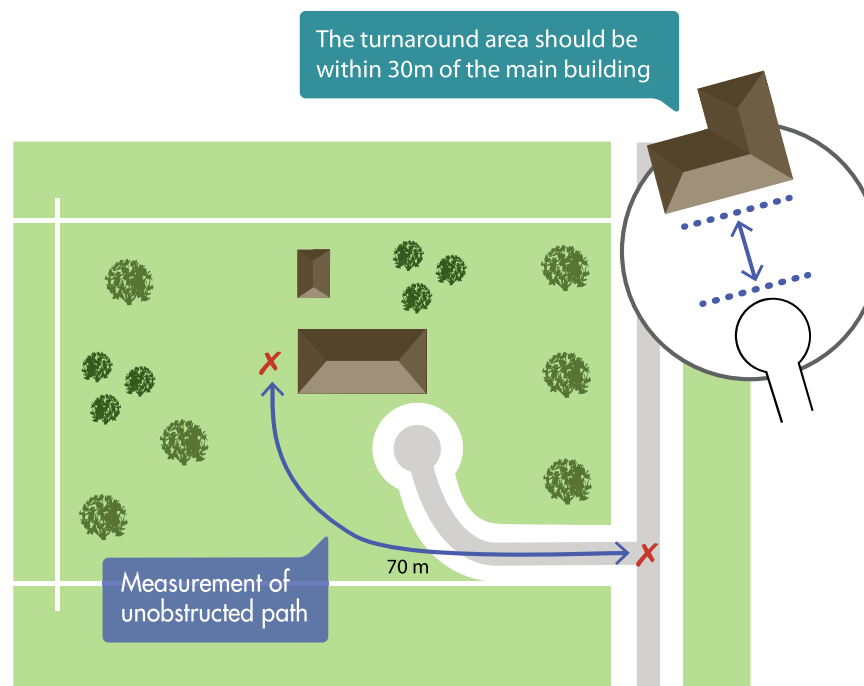 The turnaround area should be
within 30m of the main building
70 m
Measurement of
unobstructed path